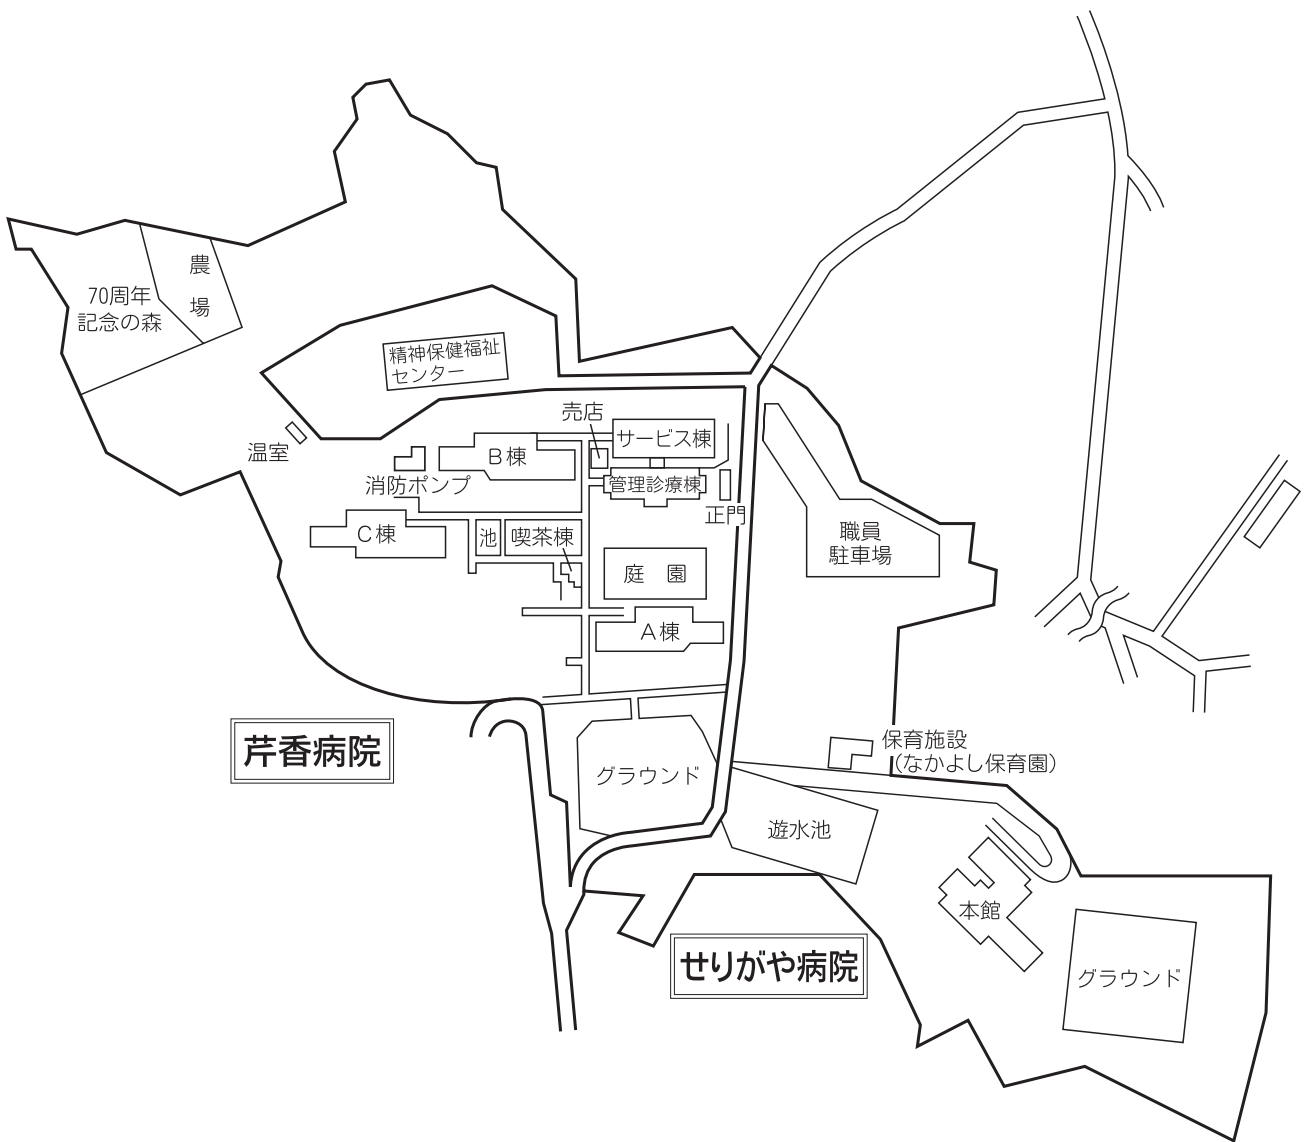 農
場
70周年
記念の森
精神保健福祉
センター
売店
サービス棟
温室
B棟
消防ポンプ
管理診療棟
正門
C棟
池
喫茶棟
職員
駐車場
庭 園
A棟
芹香病院
グラウンド
保育施設
(なかよし保育園)
遊水池
本館
せりがや病院
グラウンド